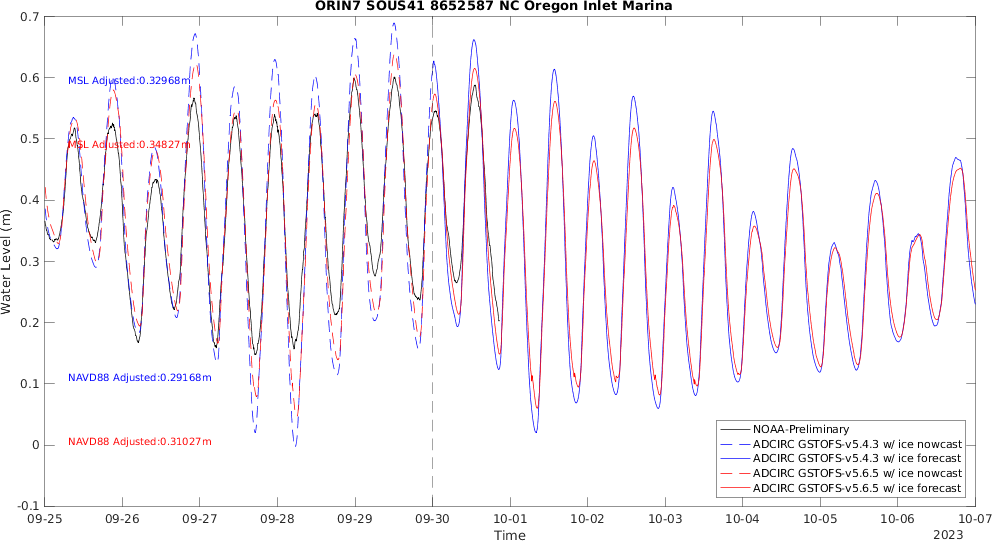 ORIN7 SOUS41 8652587 NC Oregon Inlet Marina
0.7
0.6
0.5
0.4
0.3
0.2
0.1
0
-0.1
Water Level (m)
MSL Adjusted:0.32968m
MSL Adjusted:0.34827m
NAVD88 Adjusted:0.29168m
NAVD88 Adjusted:0.31027m
NOAA-Preliminary
ADCIRC GSTOFS-v5.4.3 w/ ice nowcast
ADCIRC GSTOFS-v5.4.3 w/ ice forecast
ADCIRC GSTOFS-v5.6.5 w/ ice nowcast
ADCIRC GSTOFS-v5.6.5 w/ ice forecast
09-25 09-26 09-27 09-28 09-29 09-30 10-01 10-02 10-03 10-04 10-05 10-06 10-07
Time
2023